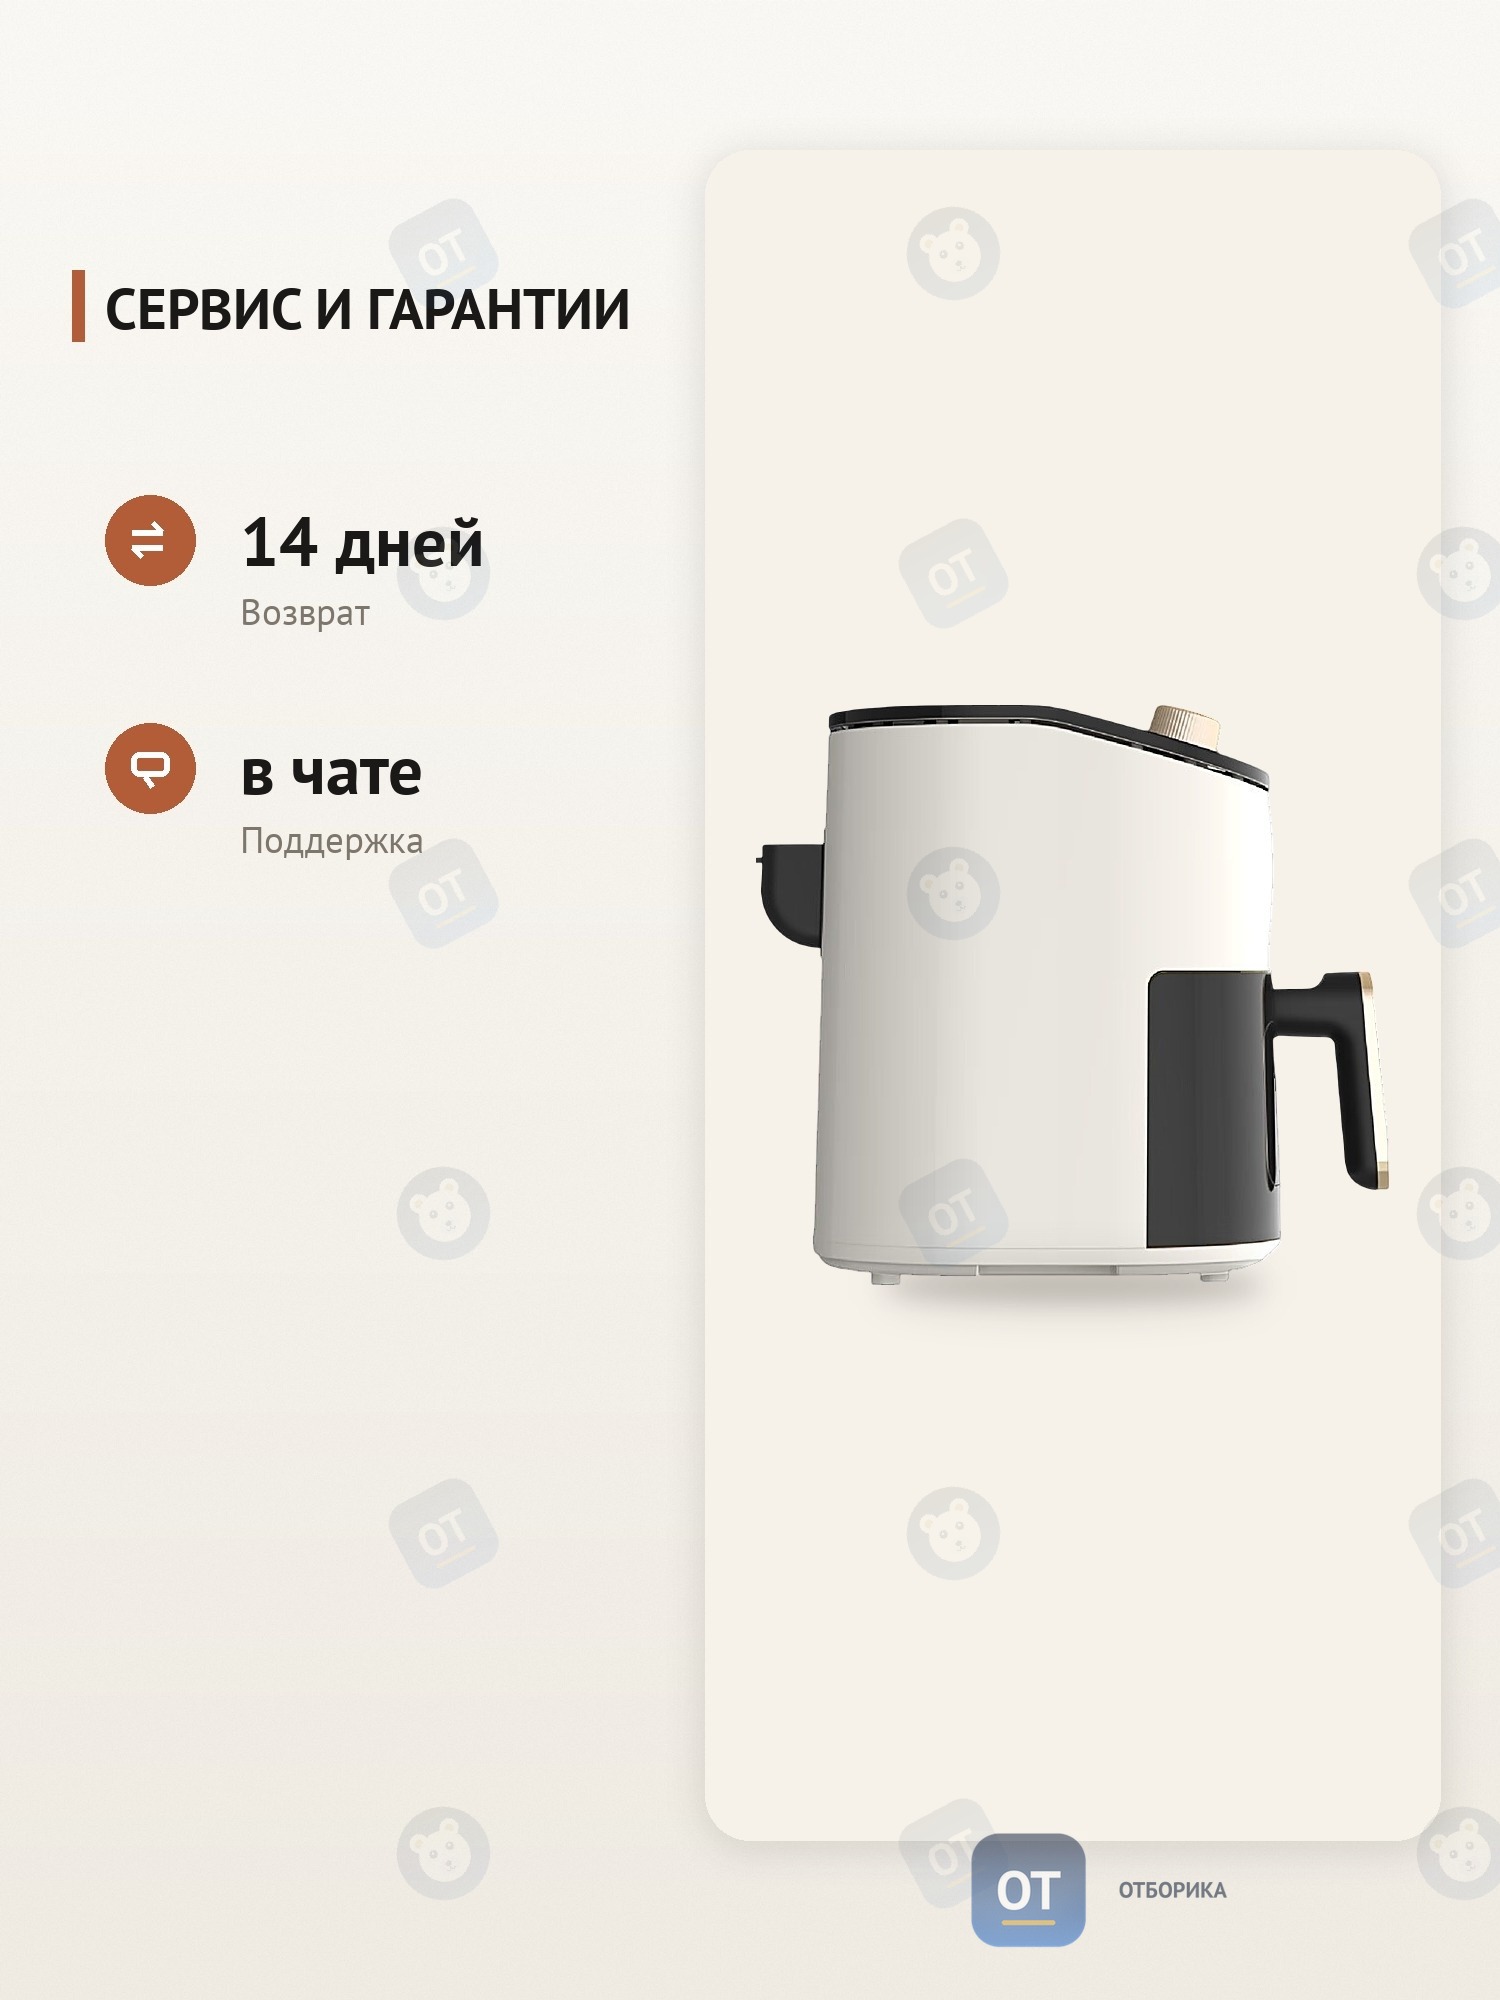 СЕРВИС И ГАРАНТИИ
14 дней
Возврат
в чате
Поддержка
ОТ
ОТБОРИКА